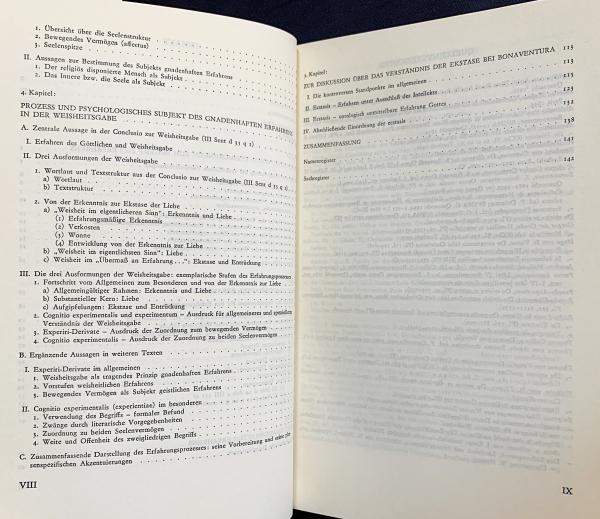 1. Übersicht über die Seelenstruktur
2. Bewegendes Vermögen (affectus)
3. Seelenspitze
II. Aussagen zur Bestimmung des Subjekts gnadenhaften Erfahrens
1. Der religiös disponierte Mensch als Subjekt
2. Das Innere bzw. die Seele als Subjekt
4. Kapitel:
PROZESS UND PSYCHOLOGISCHES SUBJEKT DES GNADENHAFTEN ERFAHRENS
IN DER WEISHEITSGABE
A. Zentrale Aussage in der Conclusio zur Weisheitsgabe (III Sent d 35 q 1)
I. Erfahren des Göttlichen und Weisheitsgabe
II. Drei Ausformungen der Weisheitsgabe
1. Wortlaut und Textstruktur aus der Conclusio zur Weisheitsgabe (III Sent d 35 q 1)
a) Wortlaut
b) Textstruktur
2. Von der Erkenntnis zur Ekstase der Liebe
a) „Weisheit im eigentlicheren Sinn": Erkenntnis und Liebe
(1) Erfahrungsmäßige Erkenntnis
(2) Verkosten
(3) Wonne
(4) Entwicklung von der Erkenntnis zur Liebe
b) „Weisheit im eigentlichsten Sinn": Liebe
c) Weisheit im „Übermaß an Erfahrung . . .": Ekstase und Entrückung
III. Die drei Ausformungen der Weisheitsgabe: exemplarische Stufen des Erfahrungsprozesses
1. Fortschritt vom Allgemeinen zum Besonderen und von der Erkenntnis zur Liebe
a) Allgemeingültiger Rahmen: Erkenntnis und Liebe
b) Substantieller Kern: Liebe
c) Aufgipfelungen: Ekstase und Entrückung
2. Cognitio experimentalis und experimentum – Ausdruck für allgemeines und spezielles
Verständnis der Weisheitsgabe
3. Experiri-Derivate – Ausdruck der Zuordnung zum bewegenden Vermögen
4. Cognitio experimentalis – Ausdruck der Zuordnung zu beiden Seelenvermögen
B. Ergänzende Aussagen in weiteren Texten
I. Experiri-Derivate im allgemeinen
1. Weisheitsgabe als tragendes Prinzip gnadenhaften Erfahrens
2. Vorstufen weisheitlichen Erfahrens
3. Bewegendes Vermögen als Subjekt geistlichen Erfahrens
II. Cognitio experimentalis (experientiae) im besonderen
1. Verwendung des Begriffs – formaler Befund
2. Zwänge durch literarische Vorgegebenheiten
3. Zuordnung zu beiden Seelenvermögen
4. Weite und Offenheit des zweigliedrigen Begriffs
C. Zusammenfassende Darstellung des Erfahrungsprozesses: seine Vorbereitung und seine
senspezifischen Akzentuierungen
VIII
5. Kapitel:
ZUR DISKUSSION ÜBER DAS VERSTÄNDNIS DER EKSTASE BEI BONAVENTURA 113
I. Die kontroversen Standpunkte im allgemeinen 113
II. Ecstasis – Erfahren unter Ausschluß des Intellekts 125
III. Ecstasis – ontologisch unmittelbare Erfahrung Gottes 132
IV. Abschließende Einordnung der ecstasis 138
ZUSAMMENFASSUNG 141
Namenregister
Sachregister 142
IX